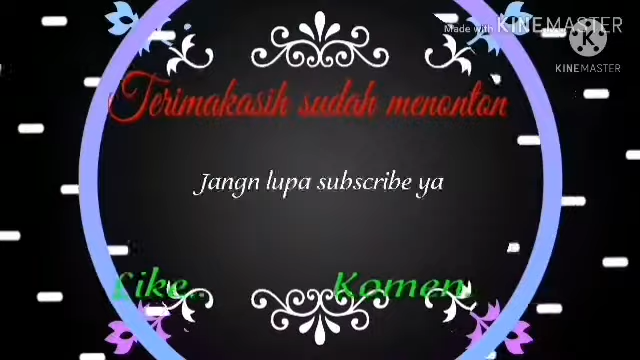 Made with KINEMASTER
KINEMASTER
Terimakasih sudah menonton
Jangn lupa subscribe ya
Like.. Komen..